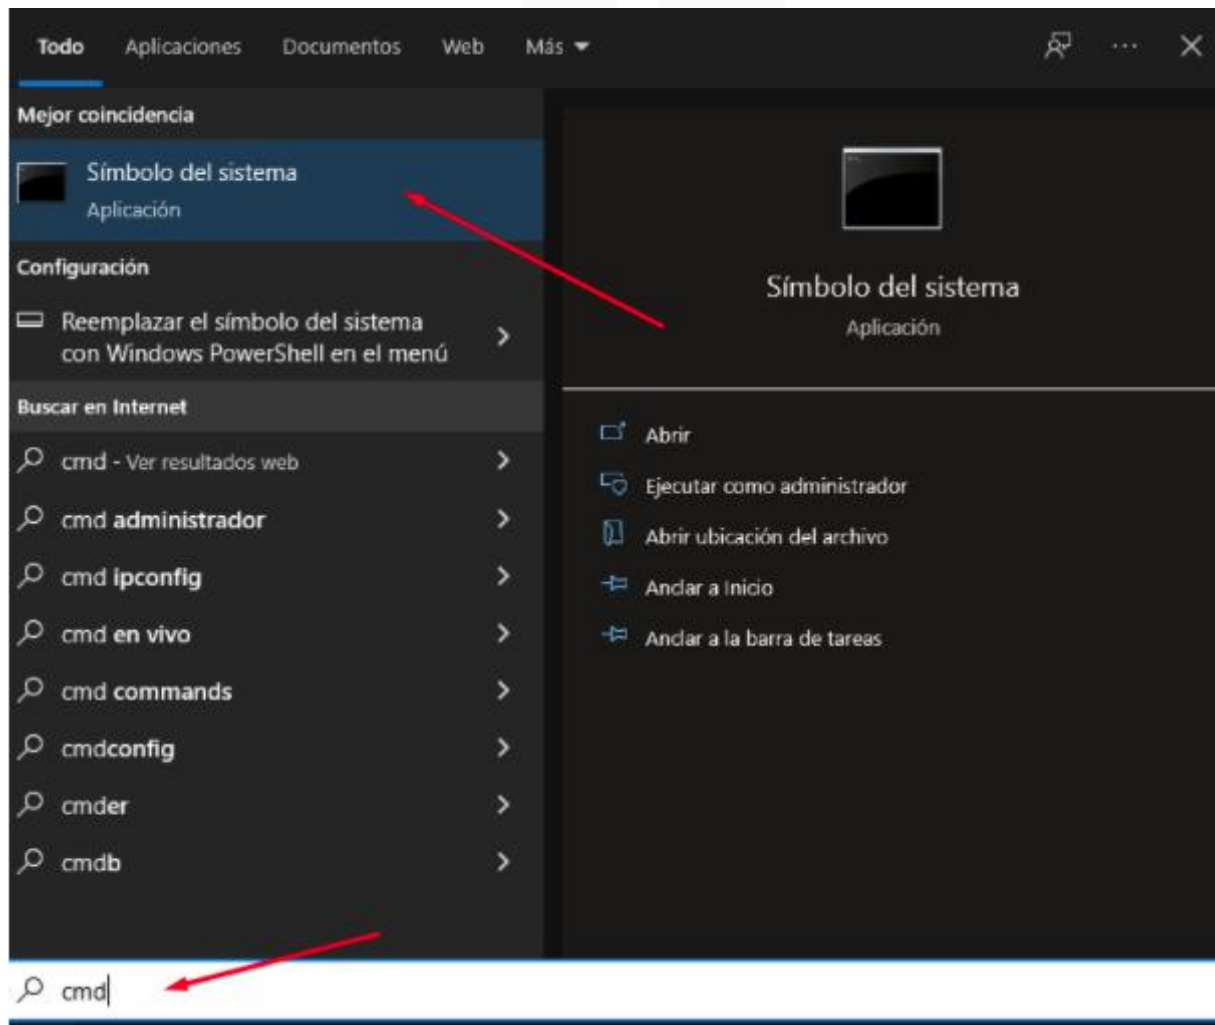 Todo Aplicaciones Documentos Web Más
Mejor coincidencia
Símbolo del sistema
Aplicación
Configuración
Reemplazar el símbolo del sistema
con Windows PowerShell en el menú
Buscar en Internet
cmd - Ver resultados web
cmd administrador
cmd ipconfig
cmd en vivo
cmd commands
cmdconfig
cmder
cmdb
Símbolo del sistema
Aplicación
Abrir
Ejecutar como administrador
Abrir ubicación del archivo
Anclar a Inicio
Anclar a la barra de tareas
cmd